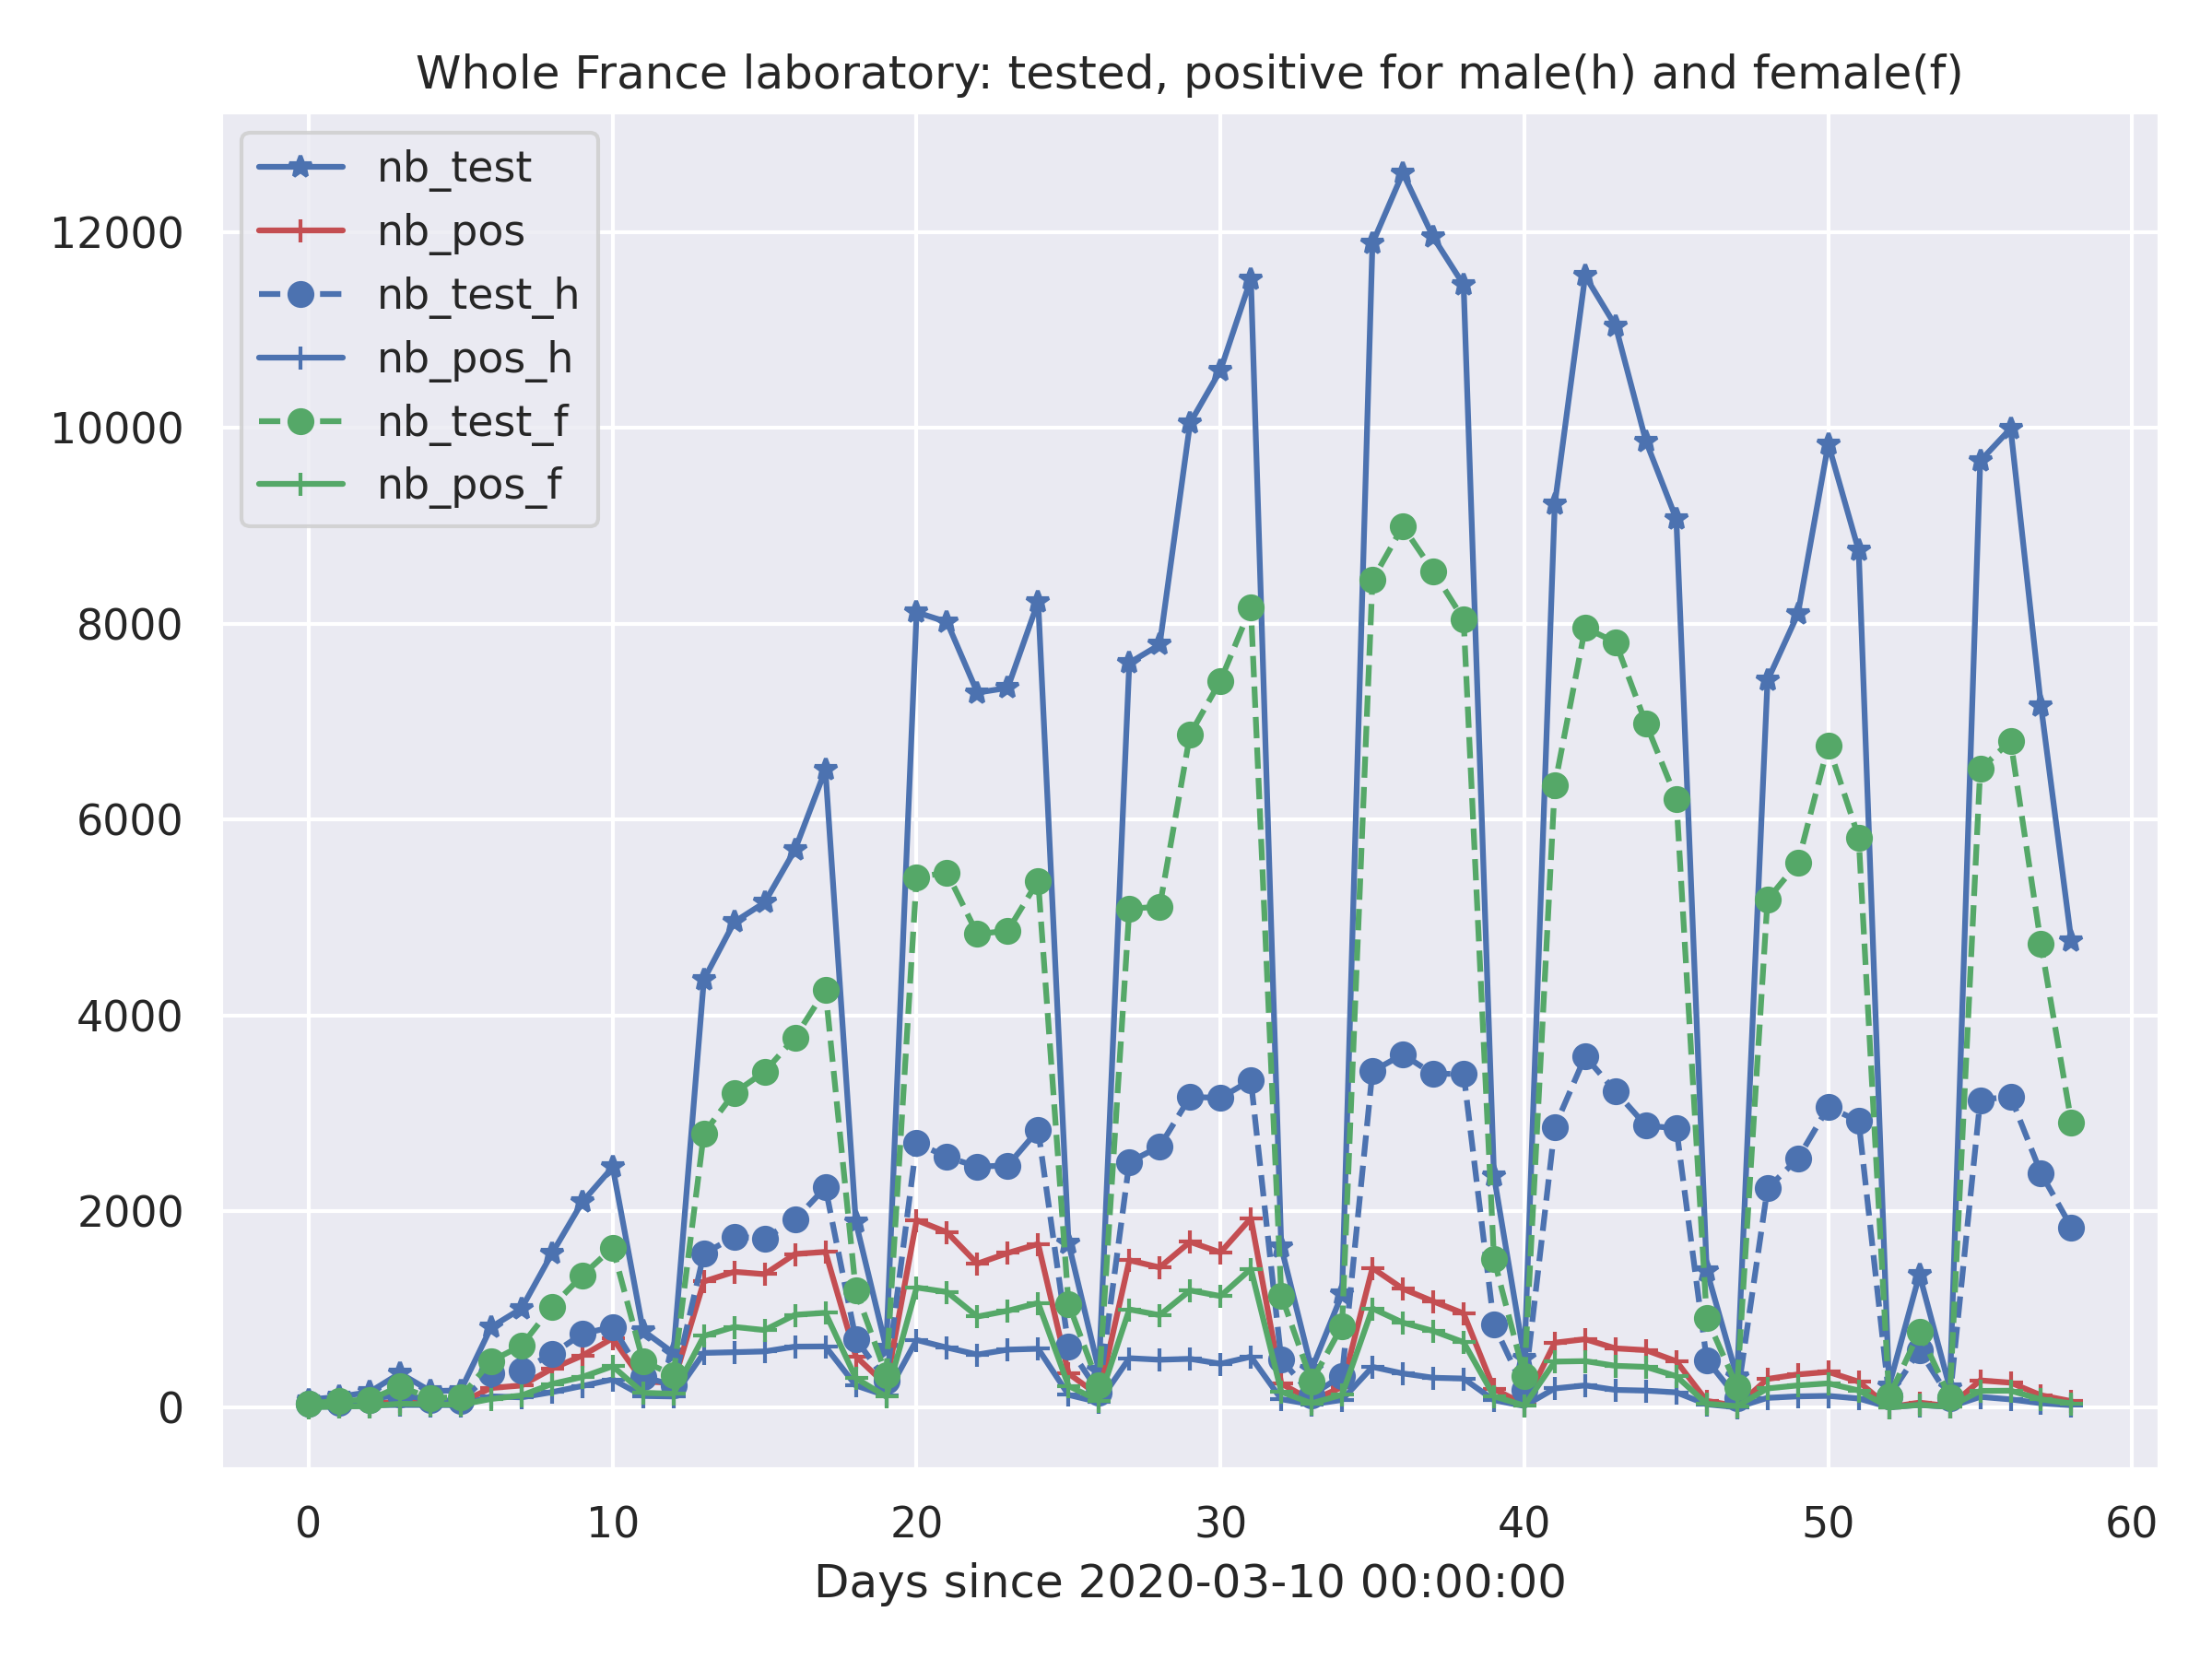 Whole France laboratory: tested, positive for male(h) and female(f)
nb_test
nb_pos
nb_test_h
nb_pos_h
nb_test_f
nb_pos_f
12000
10000
8000
6000
4000
2000
0
0 10 20 30 40 50 60
Days since 2020-03-10 00:00:00